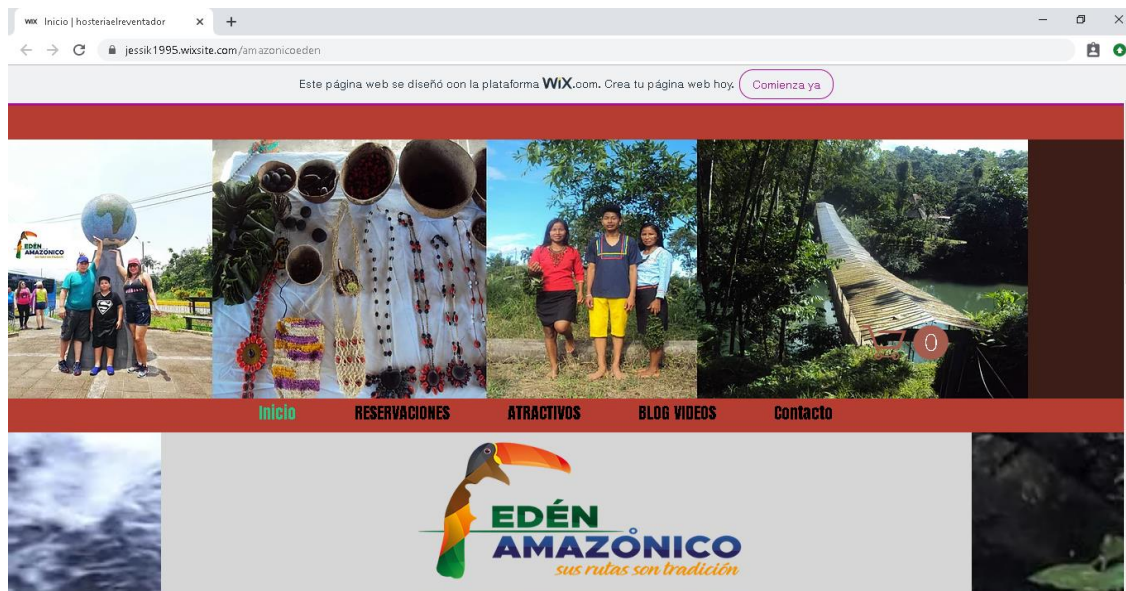 WiX Inicio | hosteriaelreventador
jessik1995.wixsite.com/amazonicoeden
Este página web se diseñó con la plataforma WiX.com. Crea tu página web hoy. Comienza ya
EDÉN
AMAZÓNICO
0
Inicio RESERVACIONES ATRACTIVOS BLOG VIDEOS Contacto
EDÉN
AMAZÓNICO
sus rutas son tradición